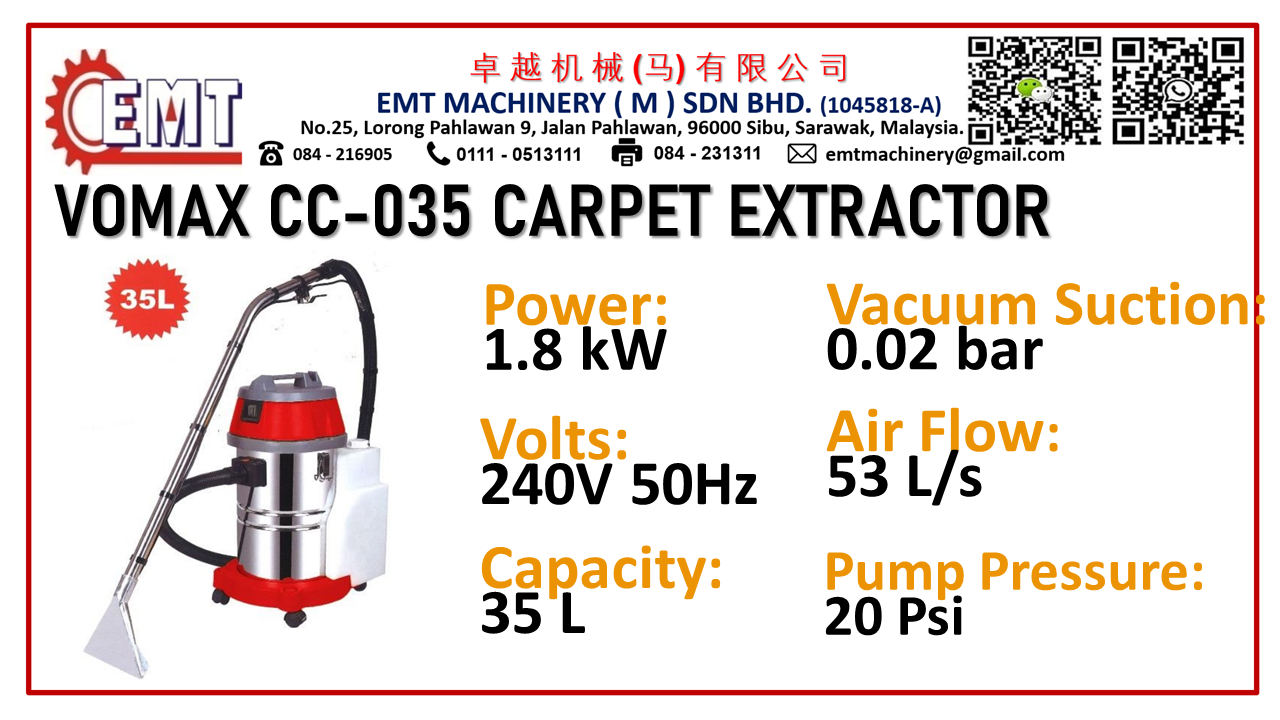 EMT
卓越机械(马)有限公司
EMT MACHINERY ( M ) SDN BHD. (1045818-A)
No.25, Lorong Pahlawan 9, Jalan Pahlawan, 96000 Sibu, Sarawak, Malaysia.
084 - 216905 0111 - 0513111 084 - 231311 emtmachinery@gmail.com
VOMAX CC-035 CARPET EXTRACTOR
35L
Power:
1.8 kW
Volts:
240V 50Hz
Capacity:
35 L
Vacuum Suction:
0.02 bar
Air Flow:
53 L/s
Pump Pressure:
20 Psi